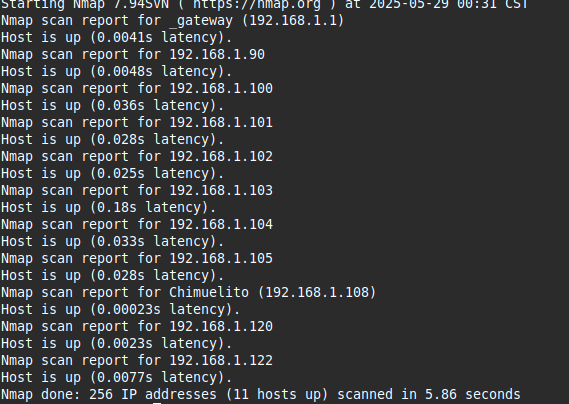 Starting Nmap 7.94SVN ( https://nmap.org ) at 2025-05-29 00:31 CST
Nmap scan report for _gateway (192.168.1.1)
Host is up (0.0041s latency).
Nmap scan report for 192.168.1.90
Host is up (0.0048s latency).
Nmap scan report for 192.168.1.100
Host is up (0.036s latency).
Nmap scan report for 192.168.1.101
Host is up (0.028s latency).
Nmap scan report for 192.168.1.102
Host is up (0.025s latency).
Nmap scan report for 192.168.1.103
Host is up (0.18s latency).
Nmap scan report for 192.168.1.104
Host is up (0.033s latency).
Nmap scan report for 192.168.1.105
Host is up (0.028s latency).
Nmap scan report for Chimuelito (192.168.1.108)
Host is up (0.00023s latency).
Nmap scan report for 192.168.1.120
Host is up (0.0023s latency).
Nmap scan report for 192.168.1.122
Host is up (0.0077s latency).
Nmap done: 256 IP addresses (11 hosts up) scanned in 5.86 seconds